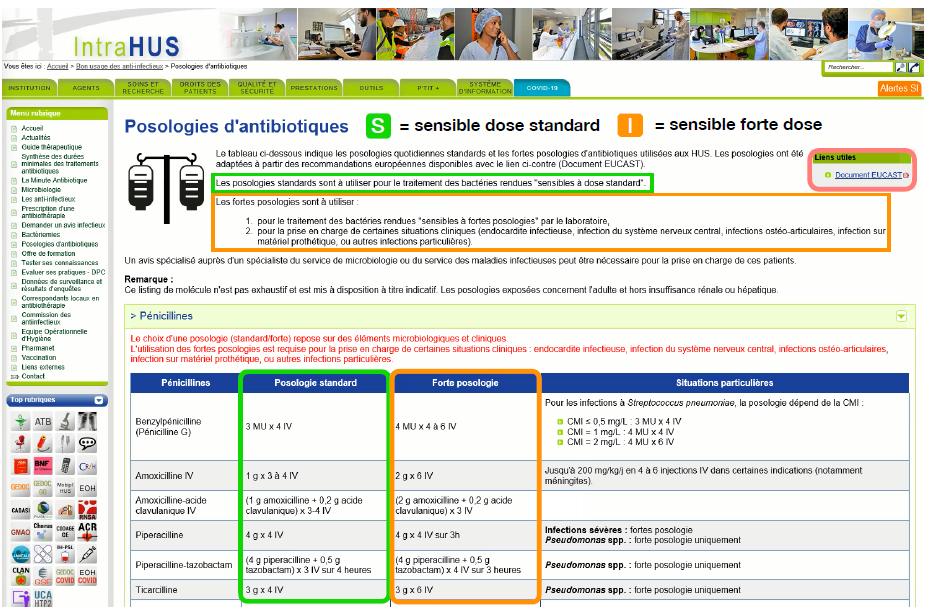 IntraHUS
Vous êtes ici : Accueil > Bon usage des anti-infectieux > Posologies d'antibiotiques
Rechercher...
INSTITUTION
AGENTS
SOINS ET RECHERCHE
DROITS DES PATIENTS
QUALITÉ ET SÉCURITÉ
PRESTATIONS
OUTILS
P'TIT +
SYSTÈME D'INFORMATION
COVID-19
Alertes SI
Menu rubrique
Accueil
Actualités
Guide thérapeutique
Synthèse des durées
minimales des traitements
antibiotiques
La Minute Antibiotique
Microbiologie
Les anti-infectieux
Prescription d'une
antibiothérapie
Demander un avis infectieux
Bactériémies
Posologies d'antibiotiques
Offre de formation
Tester ses connaissances
Evaluer ses pratiques - DPC
Données de surveillance et
résultats d'enquêtes
Correspondants locaux en
antibiothérapie
Commission des
antiinfectieux
Equipe Opérationnelle
d'Hygiène
Pharmanet
Vaccination
Liens externes
Contact
Top rubriques
ATB
BNF
CR/H
GEDOC
GEDOC
Mobipl
HUS
EOH
CADASI
RNSA
GMAO
Chorus
CODAGE
CE
ACR
IH-PSL
CLAN
GSE
GEDOC
COVID
EOH
COVID
UCA
HTP2
Posologies d'antibiotiques
S = sensible dose standard
I = sensible forte dose
Le tableau ci-dessous indique les posologies quotidiennes standards et les fortes posologies d'antibiotiques utilisées aux HUS. Les posologies ont été
adaptées à partir des recommandations européennes disponibles avec le lien ci-contre (Document EUCAST).
Liens utiles
Document EUCAST
Les posologies standards sont à utiliser pour le traitement des bactéries rendues "sensibles à dose standard".
Les fortes posologies sont à utiliser :
1. pour le traitement des bactéries rendues "sensibles à fortes posologies" par le laboratoire,
2. pour la prise en charge de certaines situations cliniques (endocardite infectieuse, infection du système nerveux central, infections ostéo-articulaires, infection sur
matériel prothétique, ou autres infections particulières).
Un avis spécialisé auprès d'un spécialiste du service de microbiologie ou du service des maladies infectieuses peut être nécessaire pour la prise en charge de ces patients.
Remarque :
Ce listing de molécule n'est pas exhaustif et est mis à disposition à titre indicatif. Les posologies exposées concernent l'adulte et hors insuffisance rénale ou hépatique.
> Pénicillines
Le choix d'une posologie (standard/forte) repose sur des éléments microbiologiques et cliniques.
L'utilisation des fortes posologies est requise pour la prise en charge de certaines situations cliniques : endocardite infectieuse, infection du système nerveux central, infections ostéo-articulaires,
infection sur matériel prothétique, ou autres infections particulières.
Pénicillines
Posologie standard
Forte posologie
Situations particulières
Benzylpénicilline
(Pénicilline G)
3 MU x 4 IV
4 MU x 4 à 6 IV
Pour les infections à Streptococcus pneumoniae, la posologie dépend de la CMI :
CMI ≤ 0,5 mg/L : 3 MU x 4 IV
CMI = 1 mg/L : 4 MU x 4 IV
CMI = 2 mg/L : 4 MU x 6 IV
Amoxicilline IV
1 g x 3 à 4 IV
2 g x 6 IV
Jusqu'à 200 mg/kg/j en 4 à 6 injections IV dans certaines indications (notamment
méningites).
Amoxicilline-acide
clavulanique IV
(1 g amoxicilline + 0,2 g acide
clavulanique) x 3-4 IV
(2 g amoxicilline + 0,2 g acide
clavulanique) x 3 IV
Piperacilline
4 g x 4 IV
4 g x 4 IV sur 3h
Infections sévères : fortes posologie
Pseudomonas spp. : forte posologie uniquement
Piperacilline-tazobactam
(4 g piperacilline + 0,5 g
tazobactam) x 3 IV sur 4 heures
(4 g piperacilline + 0,5 g
tazobactam) x 4 IV sur 3 heures
Pseudomonas spp. : forte posologie uniquement
Ticarcilline
3 g x 4 IV
3 g x 6 IV
Pseudomonas spp. : forte posologie uniquement